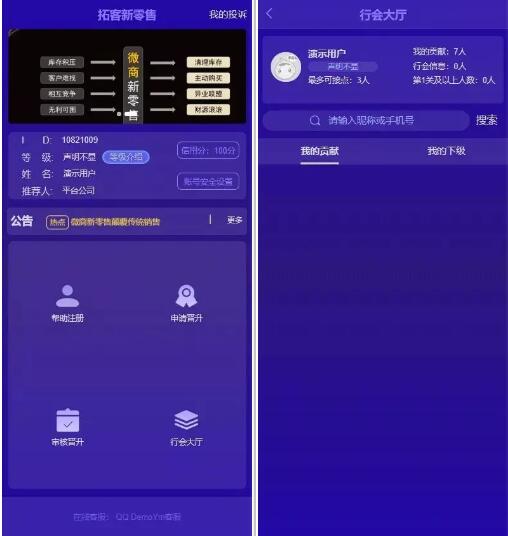 拓客新零售
我的投诉
库存积压
客户难找
相互竞争
无利可图
微商新零售
清理库存
主动购买
异业联盟
财源滚滚
I D: 10821009
等 级: 声明不显 等级介绍
信用分: 100分
姓 名: 演示用户
账号安全设置
推荐人: 平台公司
公告 热点 微商新零售颠覆传统销售 更多
帮助注册
申请晋升
审核晋升
行会大厅
在线客服: QQ DemoYm客服
行会大厅
演示用户
声明不显
最多可接点: 3人
我的贡献: 7人
行会信息: 0人
第1关及以上人数: 0人
请输入昵称或手机号
搜索
我的贡献
我的下级